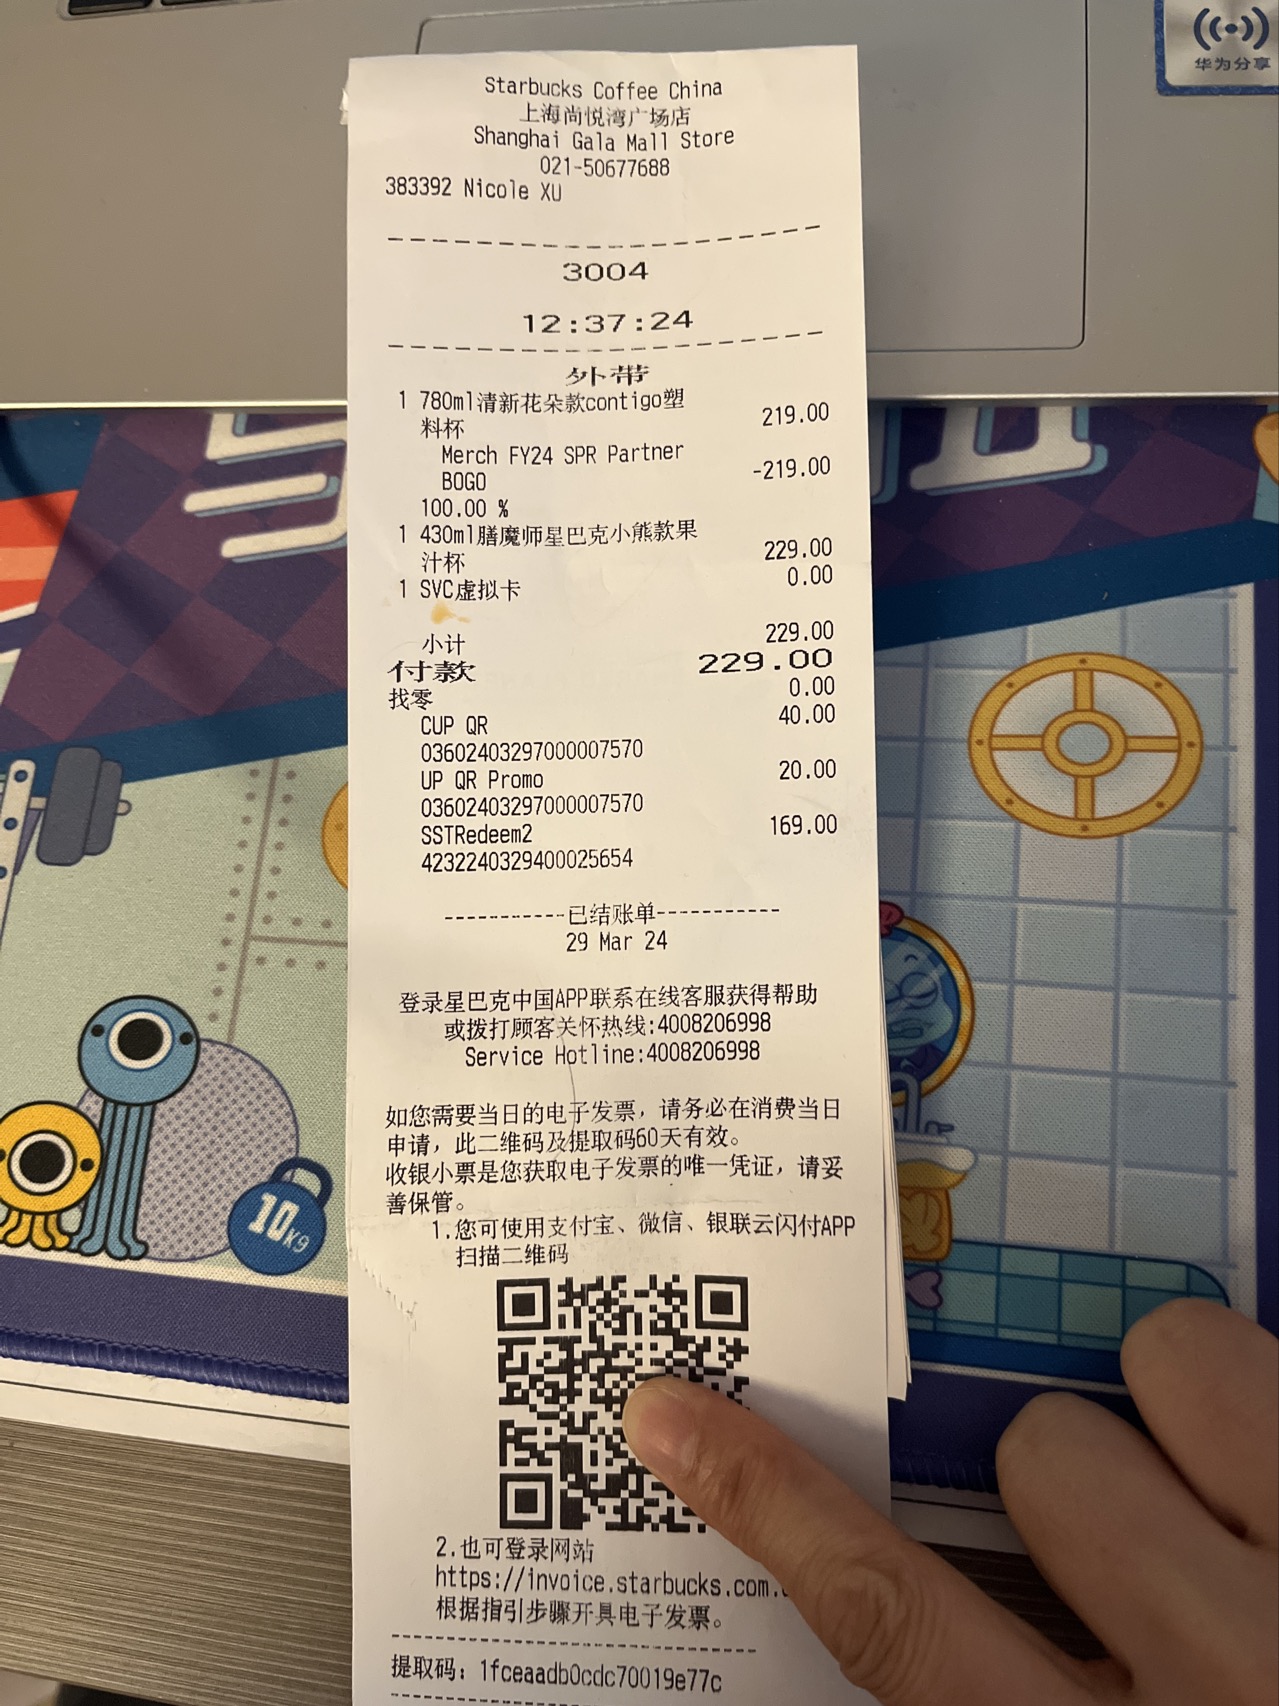 华为分享
Starbucks Coffee China
上海尚悦湾广场店
Shanghai Gala Mall Store
021-50677688
383392 Nicole XU
3004
12:37:24
外带
1 780ml清新花朵款contigo塑
料杯 219.00
Merch FY24 SPR Partner
BOGO -219.00
100.00 %
1 430ml膳魔师星巴克小熊款果
汁杯 229.00
1 SVC虚拟卡 0.00
小计 229.00
付款 229.00
找零 0.00
CUP QR 40.00
03602403297000007570
UP QR Promo 20.00
03602403297000007570
SSTRedeem2 169.00
4232240329400025654
-----------已结账单-----------
29 Mar 24
登录星巴克中国APP联系在线客服获得帮助
或拨打顾客关怀热线:4008206998
Service Hotline:4008206998
如您需要当日的电子发票，请务必在消费当日
申请，此二维码及提取码60天有效。
收银小票是您获取电子发票的唯一凭证，请妥
善保管。
1.您可使用支付宝、微信、银联云闪付APP
扫描二维码
2.也可登录网站
https://invoice.starbucks.com.
根据指引步骤开具电子发票。
提取码：1fceaadb0cdc70019e77c
10KG